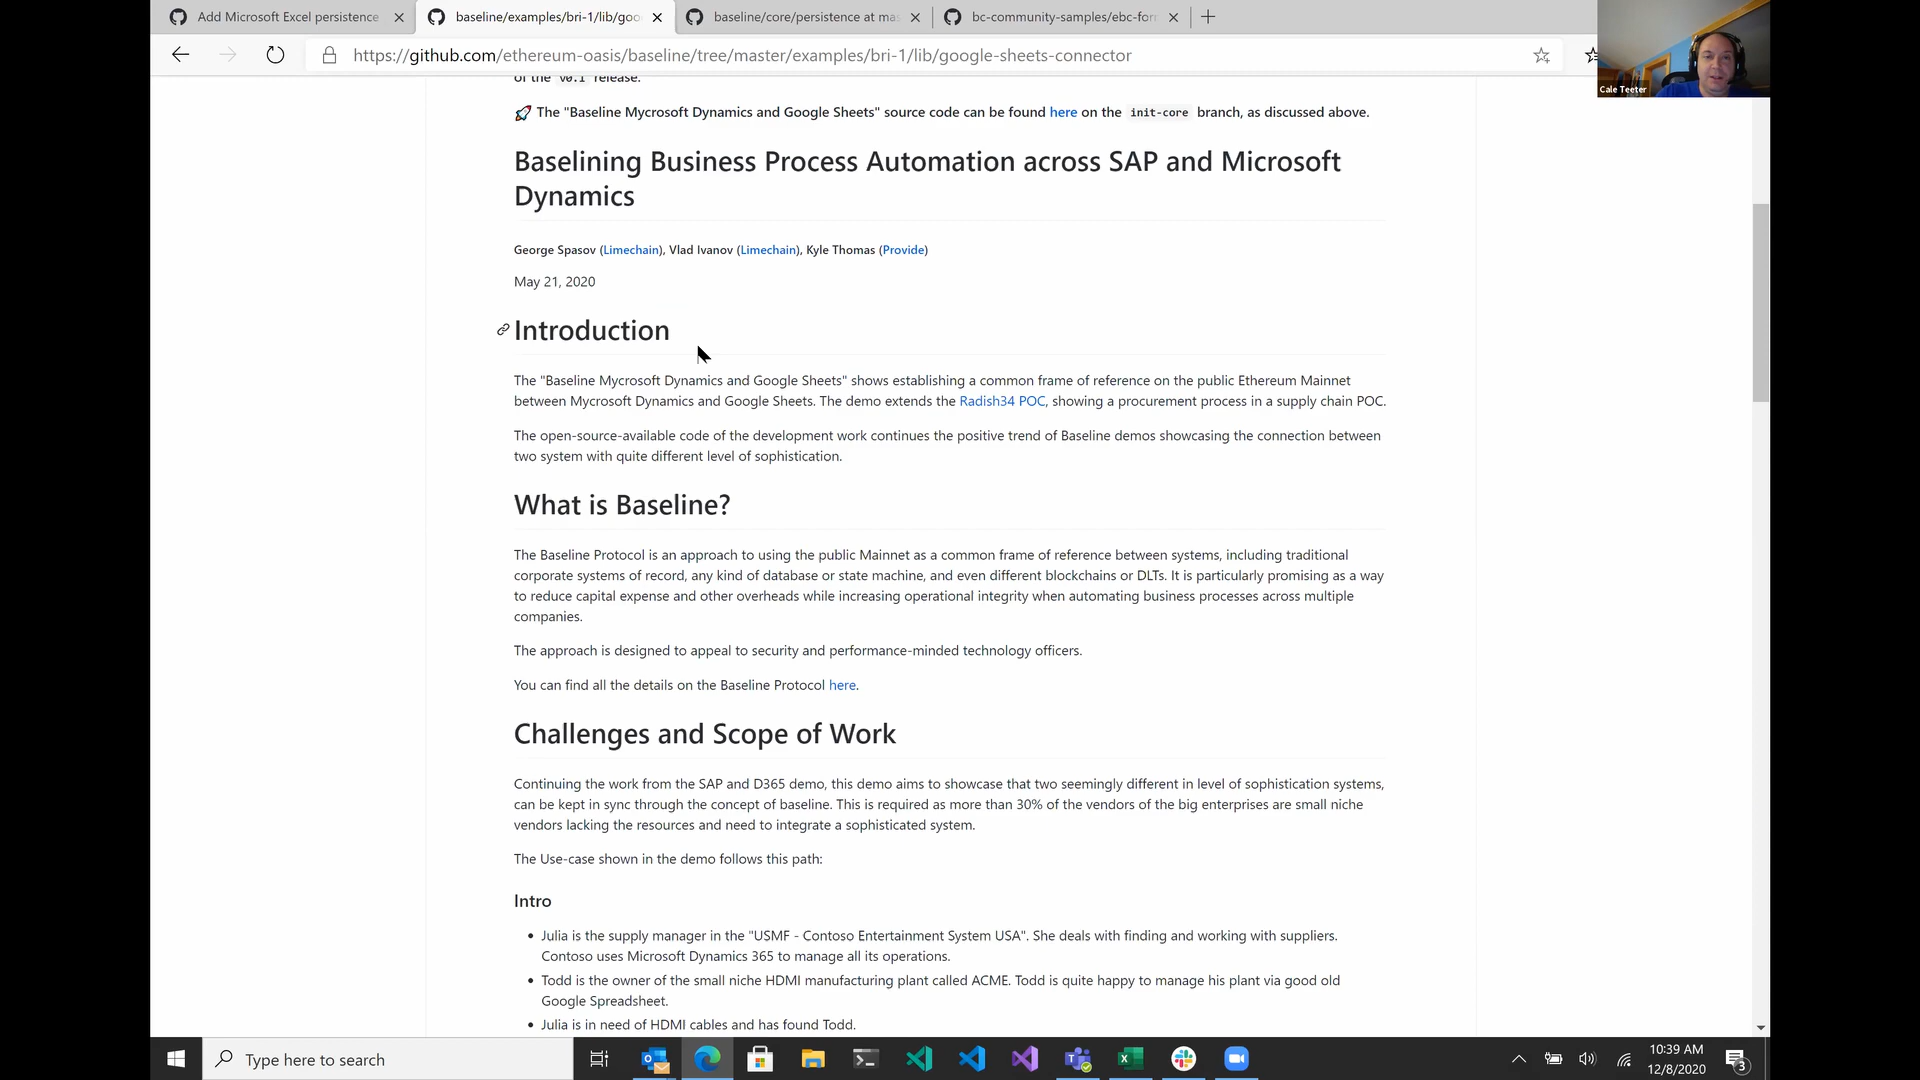 Add Microsoft Excel persistence
baseline/examples/bri-1/lib/goo
baseline/core/persistence at mas
bc-community-samples/ebc-for
https://github.com/ethereum-oasis/baseline/tree/master/examples/bri-1/lib/google-sheets-connector
Cale Teeter
of the v0.1 release.
🚀 The "Baseline Mycrosoft Dynamics and Google Sheets" source code can be found here on the init-core branch, as discussed above.
Baselining Business Process Automation across SAP and Microsoft
Dynamics
George Spasov (Limechain), Vlad Ivanov (Limechain), Kyle Thomas (Provide)
May 21, 2020
Introduction
The "Baseline Mycrosoft Dynamics and Google Sheets" shows establishing a common frame of reference on the public Ethereum Mainnet
between Mycrosoft Dynamics and Google Sheets. The demo extends the Radish34 POC, showing a procurement process in a supply chain POC.
The open-source-available code of the development work continues the positive trend of Baseline demos showcasing the connection between
two system with quite different level of sophistication.
What is Baseline?
The Baseline Protocol is an approach to using the public Mainnet as a common frame of reference between systems, including traditional
corporate systems of record, any kind of database or state machine, and even different blockchains or DLTs. It is particularly promising as a way
to reduce capital expense and other overheads while increasing operational integrity when automating business processes across multiple
companies.
The approach is designed to appeal to security and performance-minded technology officers.
You can find all the details on the Baseline Protocol here.
Challenges and Scope of Work
Continuing the work from the SAP and D365 demo, this demo aims to showcase that two seemingly different in level of sophistication systems,
can be kept in sync through the concept of baseline. This is required as more than 30% of the vendors of the big enterprises are small niche
vendors lacking the resources and need to integrate a sophisticated system.
The Use-case shown in the demo follows this path:
Intro
• Julia is the supply manager in the "USMF - Contoso Entertainment System USA". She deals with finding and working with suppliers.
Contoso uses Microsoft Dynamics 365 to manage all its operations.
• Todd is the owner of the small niche HDMI manufacturing plant called ACME. Todd is quite happy to manage his plant via good old
Google Spreadsheet.
• Julia is in need of HDMI cables and has found Todd.
Type here to search
10:39 AM
12/8/2020
3